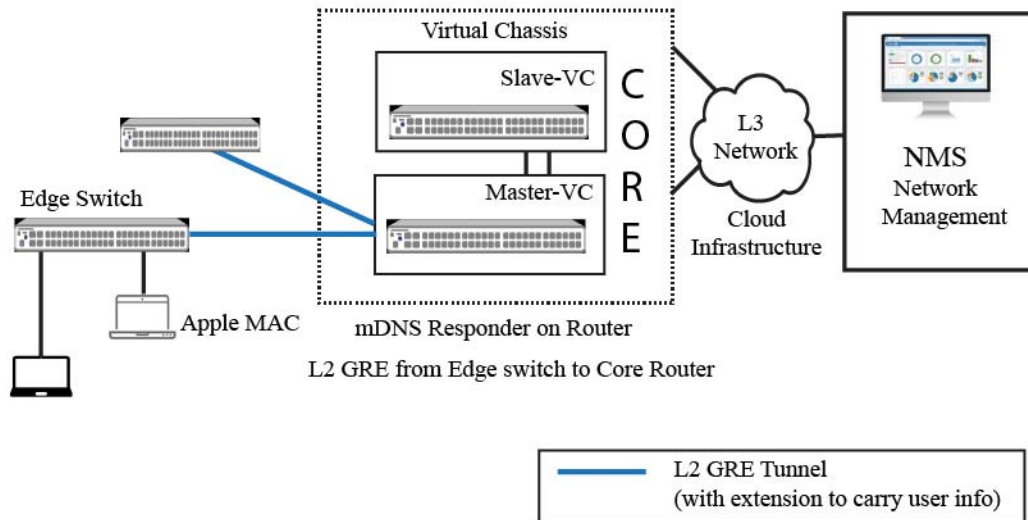 Virtual Chassis
Slave-VC
Master-VC
C
O
R
E
Edge Switch
Apple MAC
L3
Network
Cloud
Infrastructure
NMS
Network
Management
mDNS Responder on Router
L2 GRE from Edge switch to Core Router
L2 GRE Tunnel
(with extension to carry user info)